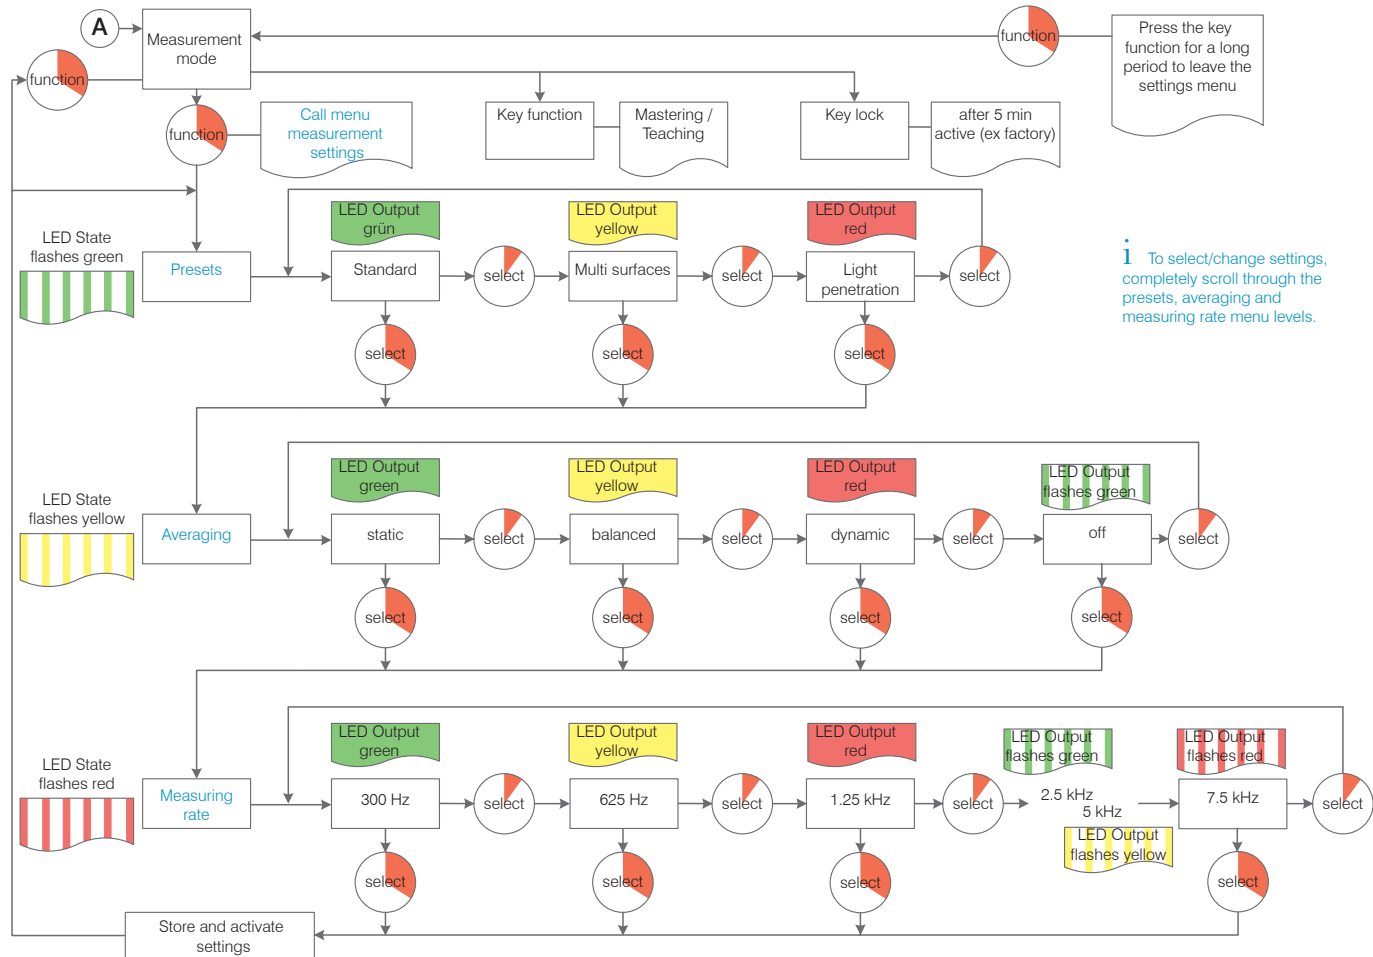 A
Measurement
mode
function
Press the key
function for a long
period to leave the
settings menu
function
function
Call menu
measurement
settings
Key function
Mastering /
Teaching
Key lock
after 5 min
active (ex factory)
LED State
flashes green
Presets
LED Output
grün
Standard
select
LED Output
yellow
Multi surfaces
select
LED Output
red
Light
penetration
select
select
select
select
i To select/change settings,
completely scroll through the
presets, averaging and
measuring rate menu levels.
LED State
flashes yellow
Averaging
LED Output
green
static
select
LED Output
yellow
balanced
select
LED Output
red
dynamic
select
LED Output
flashes green
off
select
select
select
select
select
LED State
flashes red
Measuring
rate
LED Output
green
300 Hz
select
LED Output
yellow
625 Hz
select
LED Output
red
1.25 kHz
select
LED Output
flashes green
2.5 kHz
5 kHz
LED Output
flashes yellow
LED Output
flashes red
7.5 kHz
select
select
select
select
select
Store and activate
settings